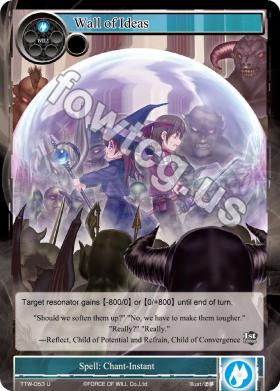 Wall of Ideas
WILL
fowtcg.us
Target resonator gains [-800/0] or [0/+800] until end of turn.
"Should we soften them up?" "No, we have to make them tougher."
"Really?" "Really."
—Reflect, Child of Potential and Refrain, Child of Convergence
1st
Spell: Chant-Instant
TTW-053 U
©FORCE OF WILL Co.,Ltd.